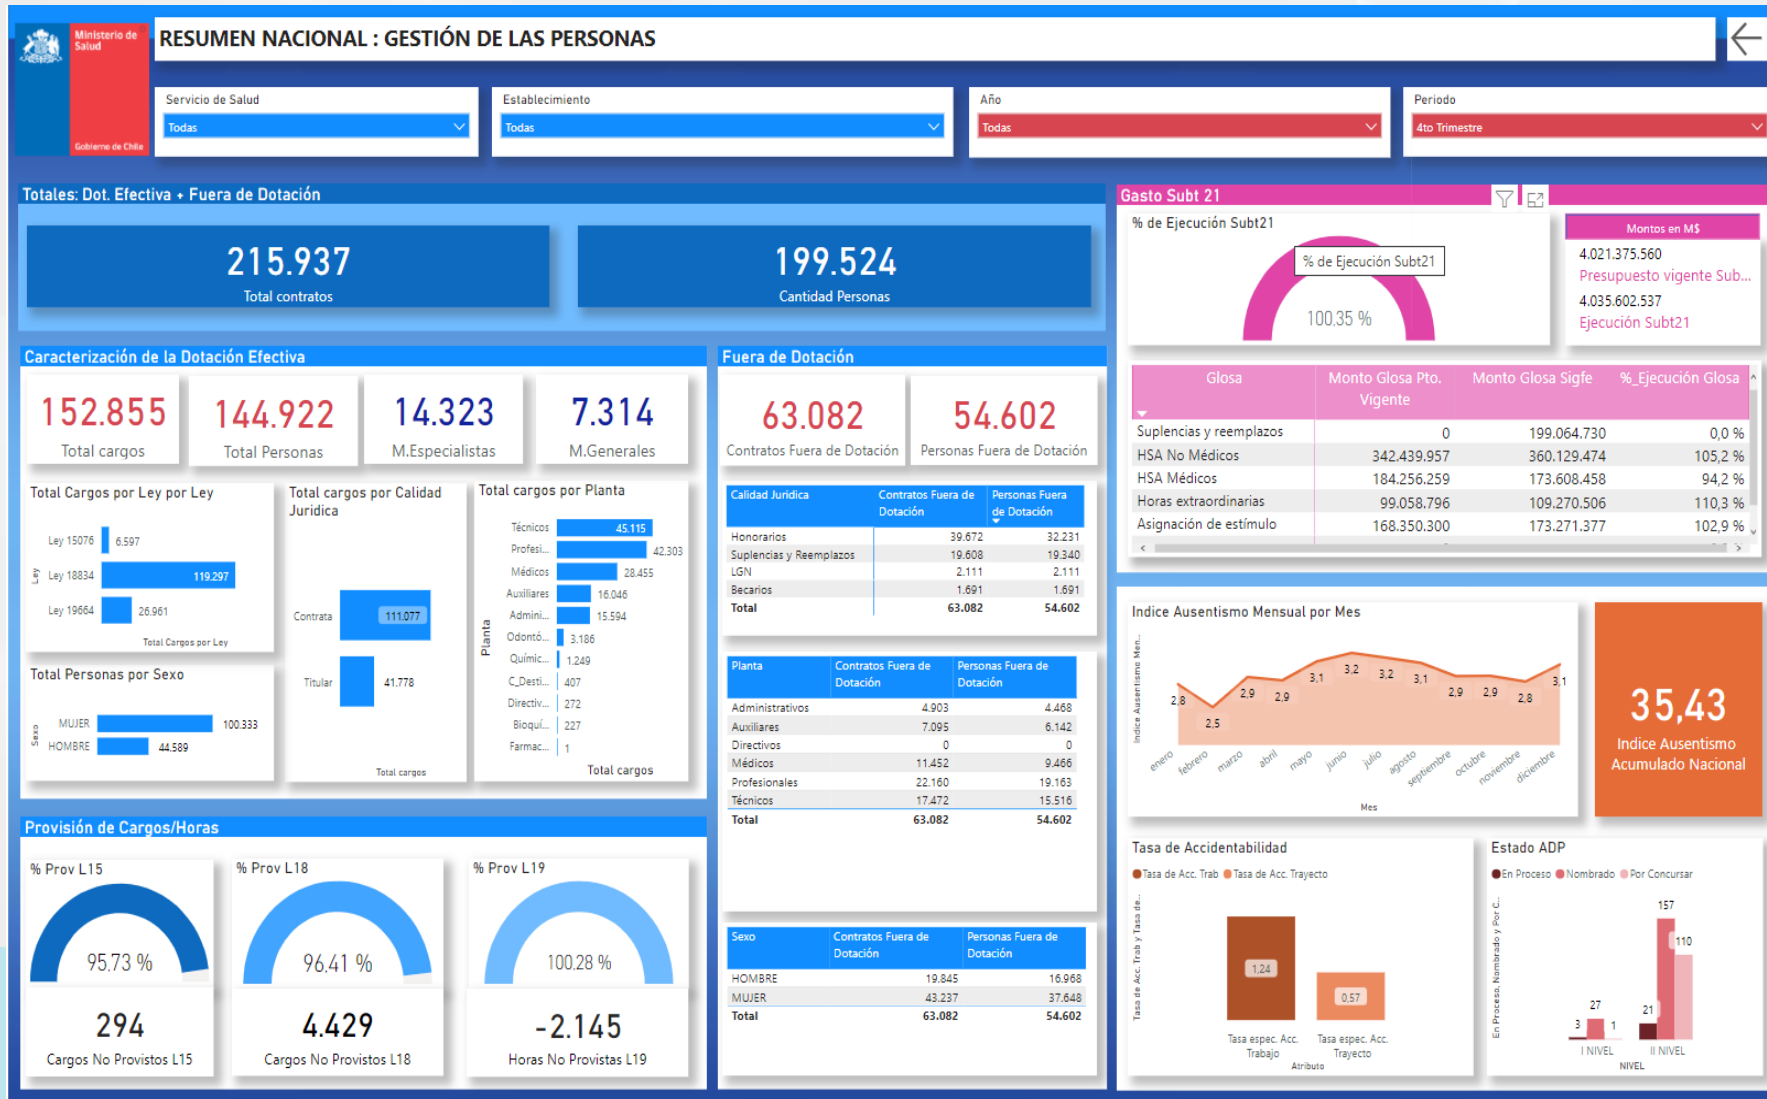 Ministerio de
Salud
Gobierno de Chile
RESUMEN NACIONAL : GESTIÓN DE LAS PERSONAS
Servicio de Salud
Todas
Establecimiento
Todas
Año
Todas
Periodo
4to Trimestre
Totales: Dot. Efectiva + Fuera de Dotación
215.937
Total contratos
199.524
Cantidad Personas
Caracterización de la Dotación Efectiva
152.855
Total cargos
144.922
Total Personas
14.323
M.Especialistas
7.314
M.Generales
Total Cargos por Ley por Ley
Ley
Ley 15076 6.597
Ley 18834 119.297
Ley 19664 26.961
Total Cargos por Ley
Total Personas por Sexo
Sexo
MUJER 100.333
HOMBRE 44.589
Total cargos por Calidad
Juridica
Contrata 111.077
Titular 41.778
Total cargos
Total cargos por Planta
Planta
Técnicos 45.115
Profesi... 42.303
Médicos 28.455
Auxiliares 16.046
Admini... 15.594
Odontó... 3.186
Químic... 1.249
C_Desti... 407
Directiv... 272
Bioquí... 227
Farmac... 1
Total cargos
Provisión de Cargos/Horas
% Prov L15
95,73 %
294
Cargos No Provistos L15
% Prov L18
96,41 %
4.429
Cargos No Provistos L18
% Prov L19
100,28 %
-2.145
Horas No Provistas L19
Fuera de Dotación
63.082
Contratos Fuera de Dotación
54.602
Personas Fuera de Dotación
Calidad Juridica Contratos Fuera de Dotación Personas Fuera de Dotación
Honorarios 39.672 32.231
Suplencias y Reemplazos 19.608 19.340
LGN 2.111 2.111
Becarios 1.691 1.691
Total 63.082 54.602
Planta Contratos Fuera de Dotación Personas Fuera de Dotación
Administrativos 4.903 4.468
Auxiliares 7.095 6.142
Directivos 0 0
Médicos 11.452 9.466
Profesionales 22.160 19.163
Técnicos 17.472 15.516
Total 63.082 54.602
Sexo Contratos Fuera de Dotación Personas Fuera de Dotación
HOMBRE 19.845 16.968
MUJER 43.237 37.648
Total 63.082 54.602
Gasto Subt 21
% de Ejecución Subt21
% de Ejecución Subt21
100,35 %
Montos en M$
4.021.375.560
Presupuesto vigente Sub...
4.035.602.537
Ejecución Subt21
Glosa Monto Glosa Pto. Vigente Monto Glosa Sigfe %_Ejecución Glosa
Suplencias y reemplazos 0 199.064.730 0,0 %
HSA No Médicos 342.439.957 360.129.474 105,2 %
HSA Médicos 184.256.259 173.608.458 94,2 %
Horas extraordinarias 99.058.796 109.270.506 110,3 %
Asignación de estímulo 168.350.300 173.271.377 102,9 %
Indice Ausentismo Mensual por Mes
Indice Ausentismo Men...
2,8 2,5 2,9 2,9 3,1 3,2 3,2 3,1 2,9 2,9 2,8 3,1
enero febrero marzo abril mayo junio julio agosto septiembre octubre noviembre diciembre
Mes
35,43
Indice Ausentismo
Acumulado Nacional
Tasa de Accidentabilidad
Tasa de Acc. Trab Tasa de Acc. Trayecto
Tasa de Acc. Trab y Tasa de...
1,24
0,57
Tasa espec. Acc. Trabajo
Tasa espec. Acc. Trayecto
Atributo
Estado ADP
En Proceso Nombrado Por Concursar
En Proceso, Nombrado y Por C...
3 27 1
21 157 110
I NIVEL II NIVEL
NIVEL